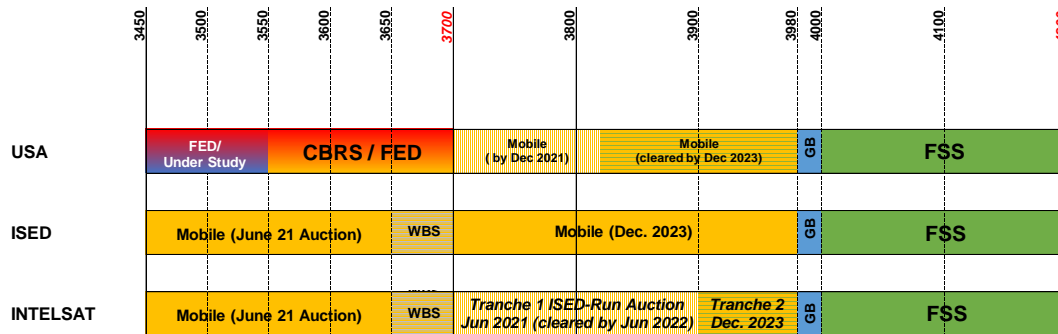 3450 3500 3550 3600 3650 3700 3800 3900 3980 4000 4100
USA
FED/
Under Study
CBRS / FED
Mobile
( by Dec 2021)
Mobile
(cleared by Dec 2023)
GB
FSS
ISED
Mobile (June 21 Auction)
WBS
Mobile (Dec. 2023)
GB
FSS
INTELSAT
Mobile (June 21 Auction)
WBS
Tranche 1 ISED-Run Auction
Jun 2021 (cleared by Jun 2022)
Tranche 2
Dec. 2023
GB
FSS